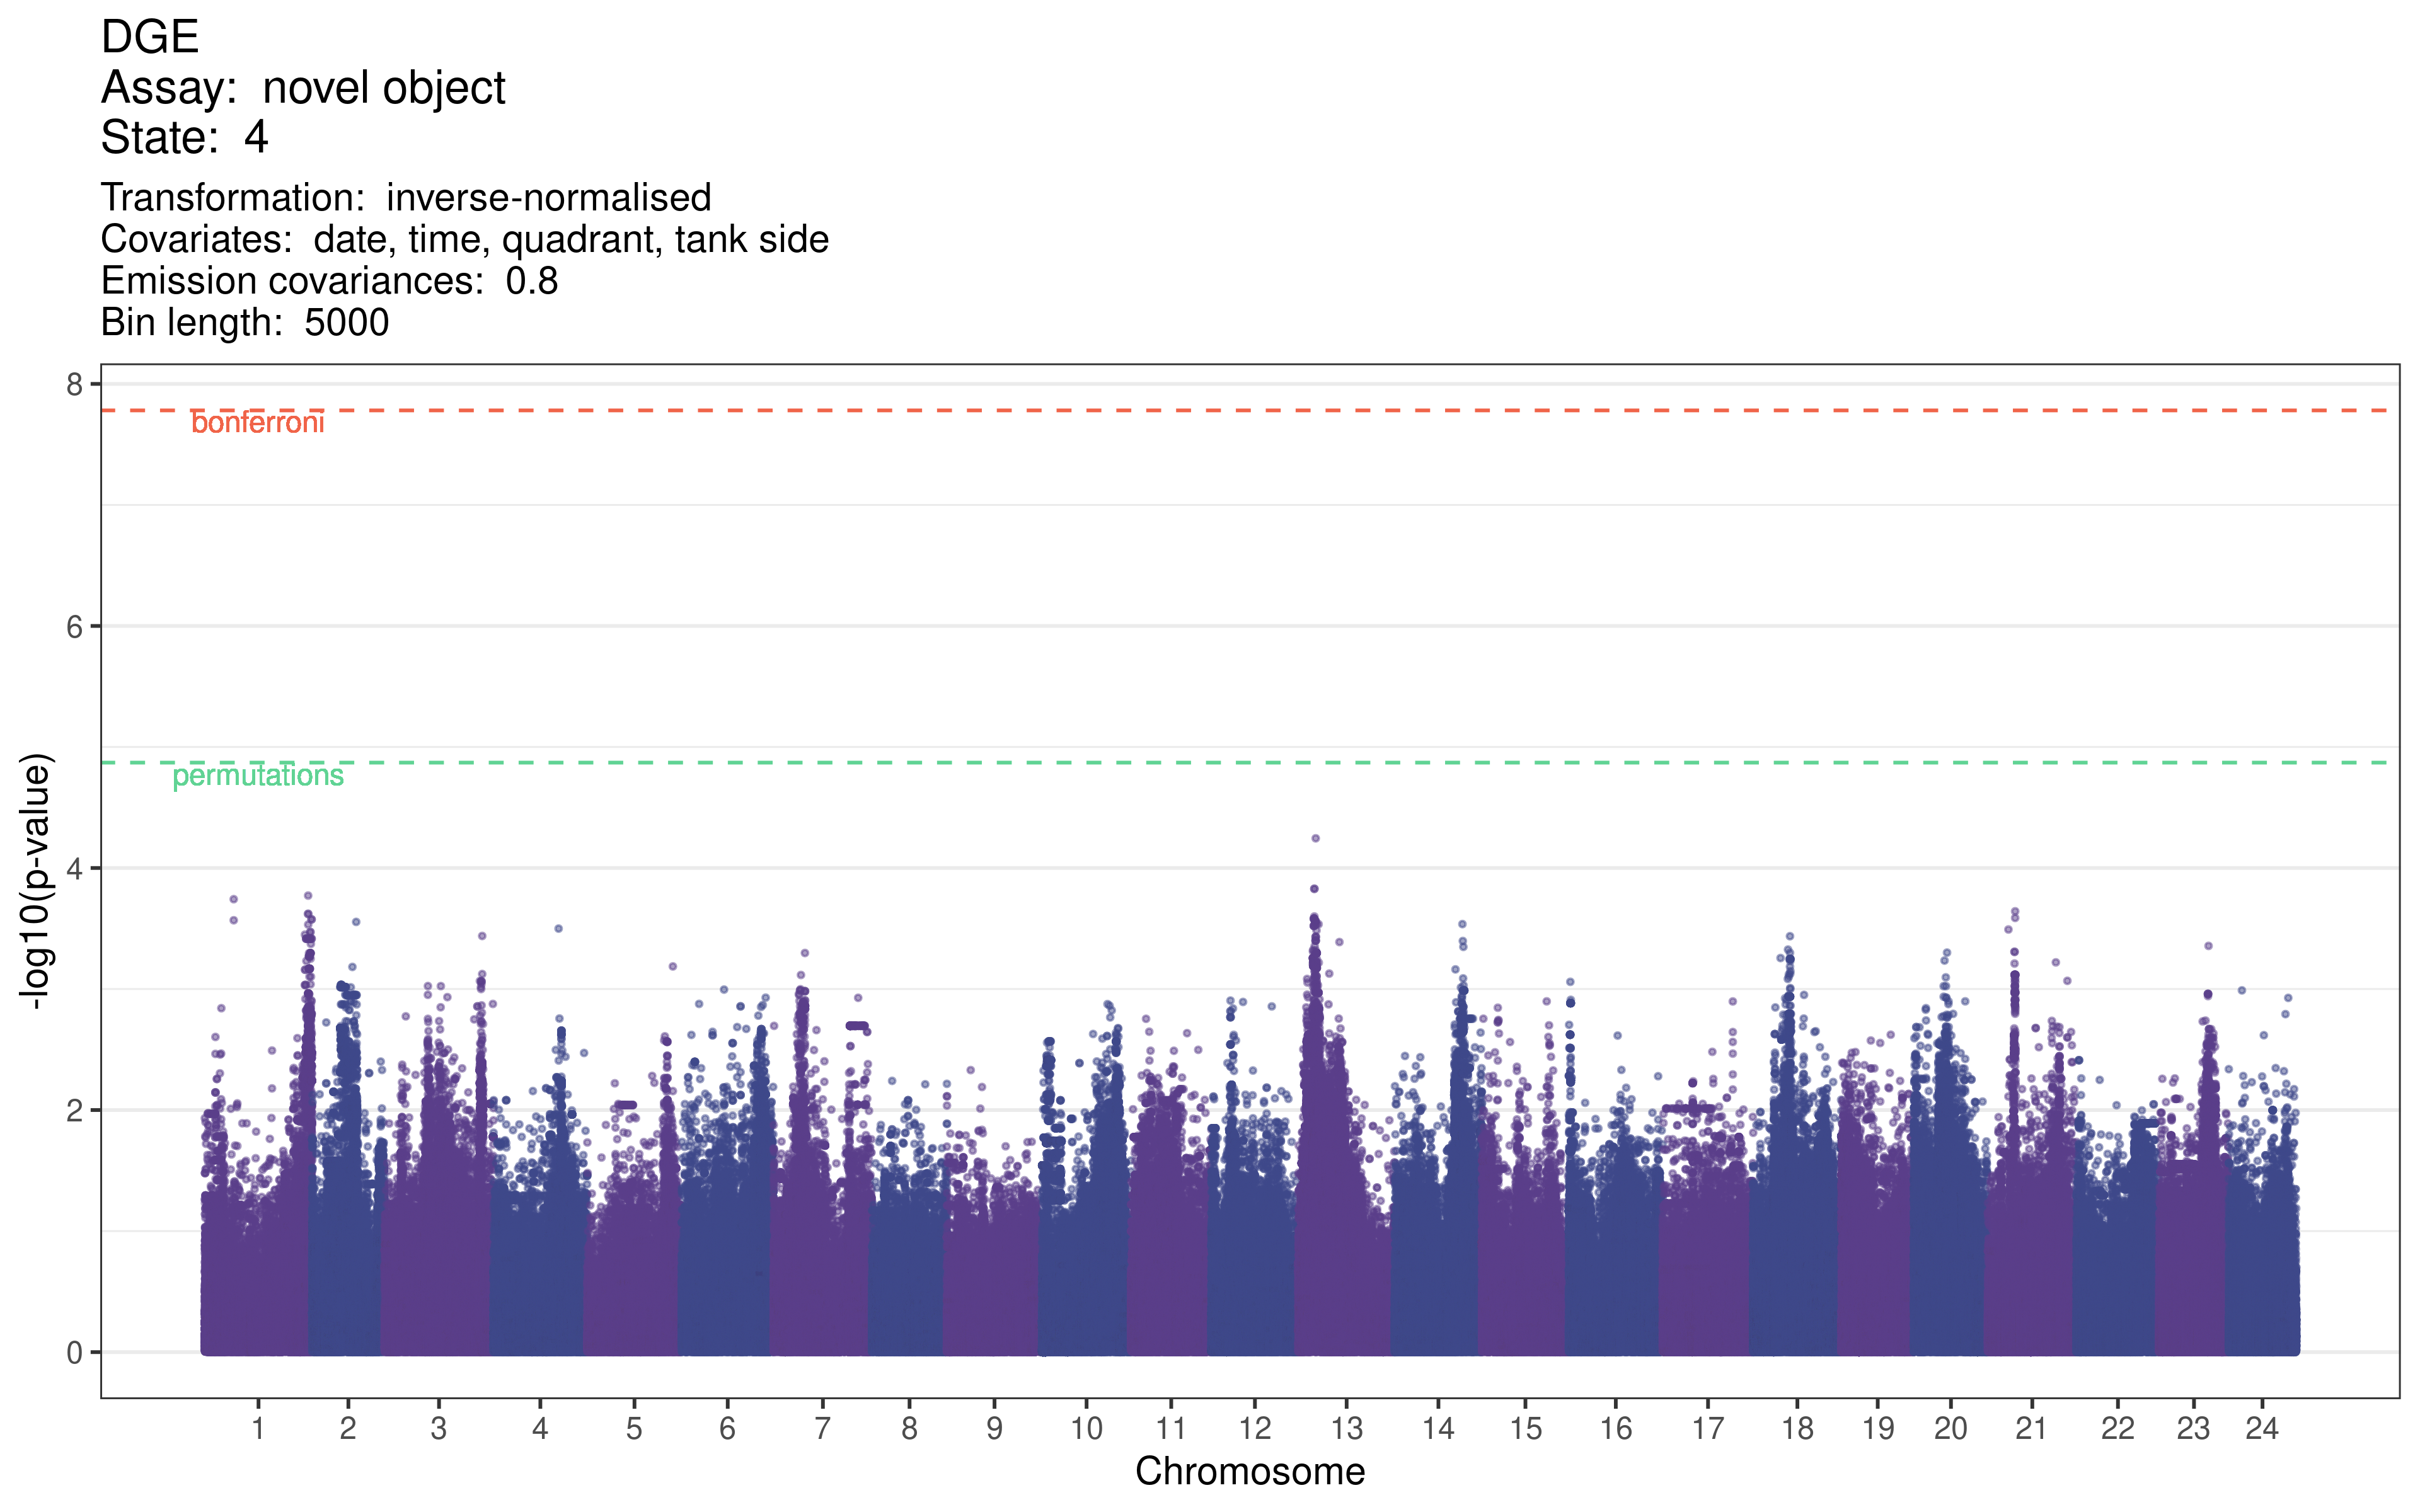 DGE
Assay:  novel object
State:  4
Transformation:  inverse-normalised
Covariates:  date, time, quadrant, tank side
Emission covariances:  0.8
Bin length:  5000
8
bonferroni
6
permutations
4
2
0
-log10(p-value)
1 2 3 4 5 6 7 8 9 10 11 12 13 14 15 16 17 18 19 20 21 22 23 24
Chromosome